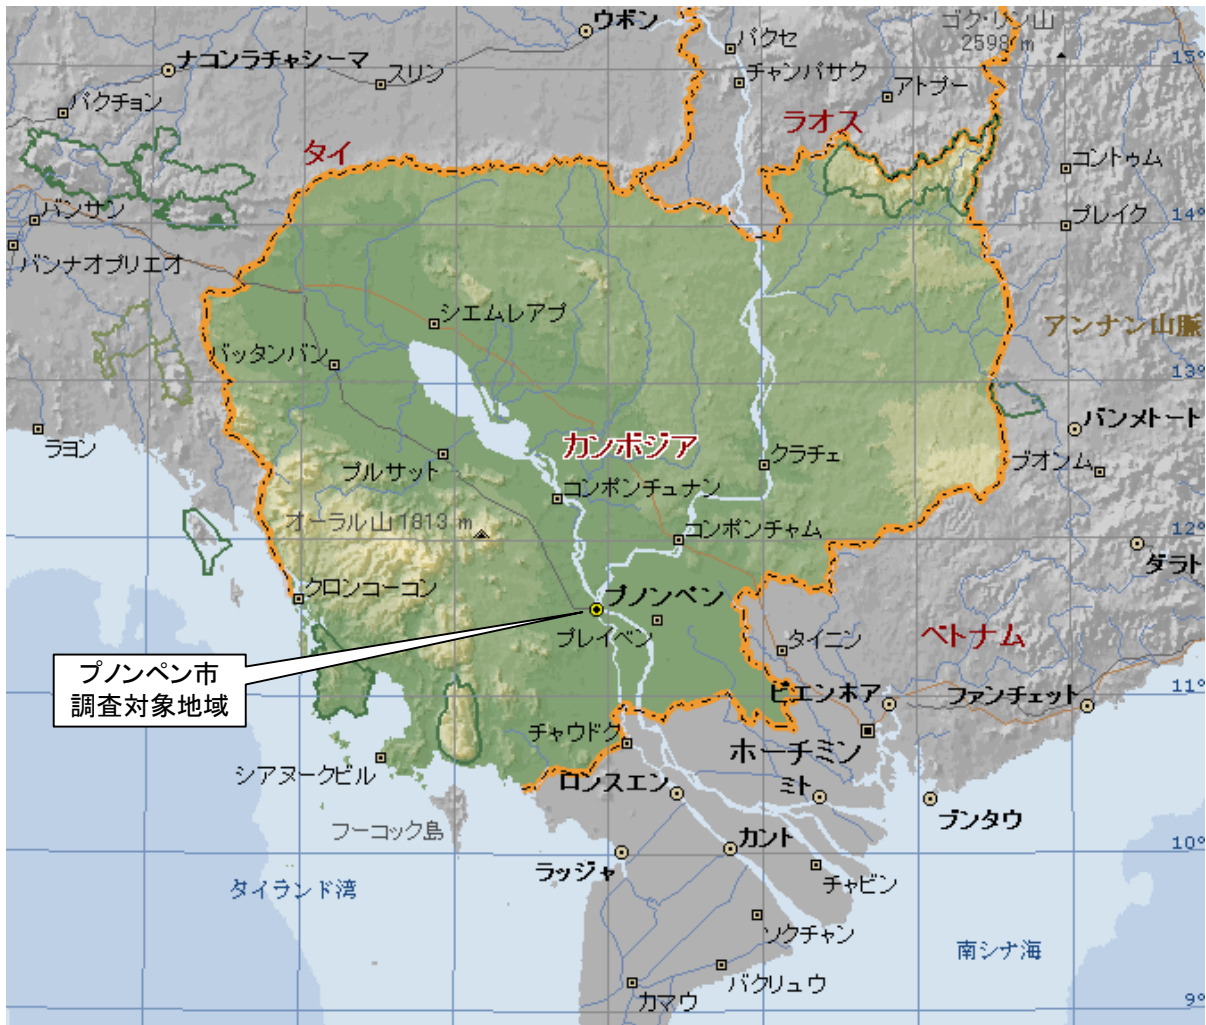 ウボン
パクセ
ゴク・リン山
2598 m
ナコンラチャシーマ
スリン
チャンパサク
アトプー
15°
パクチョン
ラオス
タイ
コントゥム
バンサン
プレイク
14°
バンナオプリエオ
シエムレアプ
アンナン山脈
バッタンバン
13°
ラヨン
カンボジア
バンメトート
プルサット
クラチェ
ブオンム
コンポンチュナン
オーラル山 1813 m
コンポンチャム
12°
ダラト
クロンコーコン
プノンペン
プレイベン
タイニン
ベトナム
プノンペン市
調査対象地域
ビエンホア
ファンチェット
11°
チャウドク
ホーチミン
シアヌークビル
ロンスエン
ミト
ブンタウ
フーコック島
ラッジャ
カント
10°
チャビン
タイランド湾
ソクチャン
南シナ海
バクリュウ
カマウ
9°